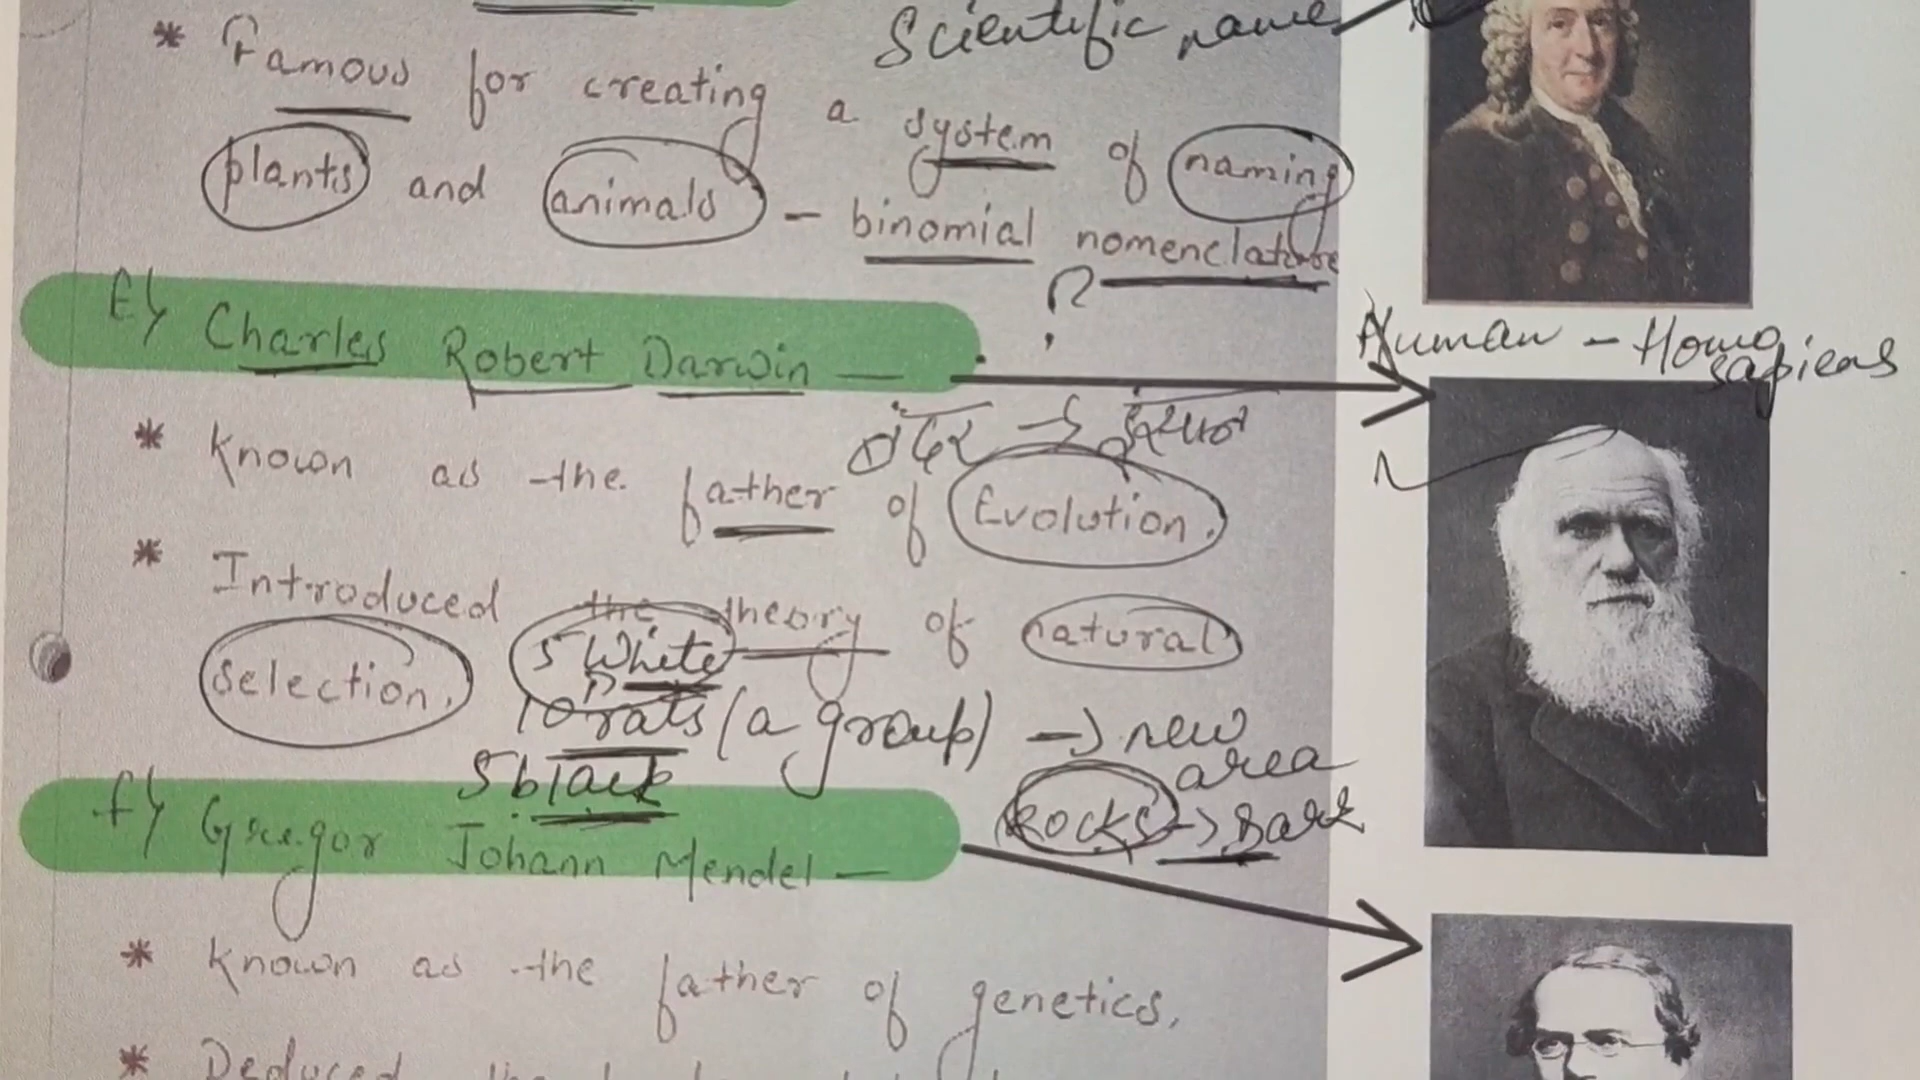 Scientific name
* Famous for creating a system of naming
plants and animals - binomial nomenclature
?
E) Charles Robert Darwin —
Human - Homo
sapiens
* Known as the father of Evolution.
* Introduced the theory of natural
selection.
5 White
10 rats (a group) → new
area
5 black
Rocks → Dark
f) Gregor Johann Mendel —
* Known as the father of genetics.
* Deduced the